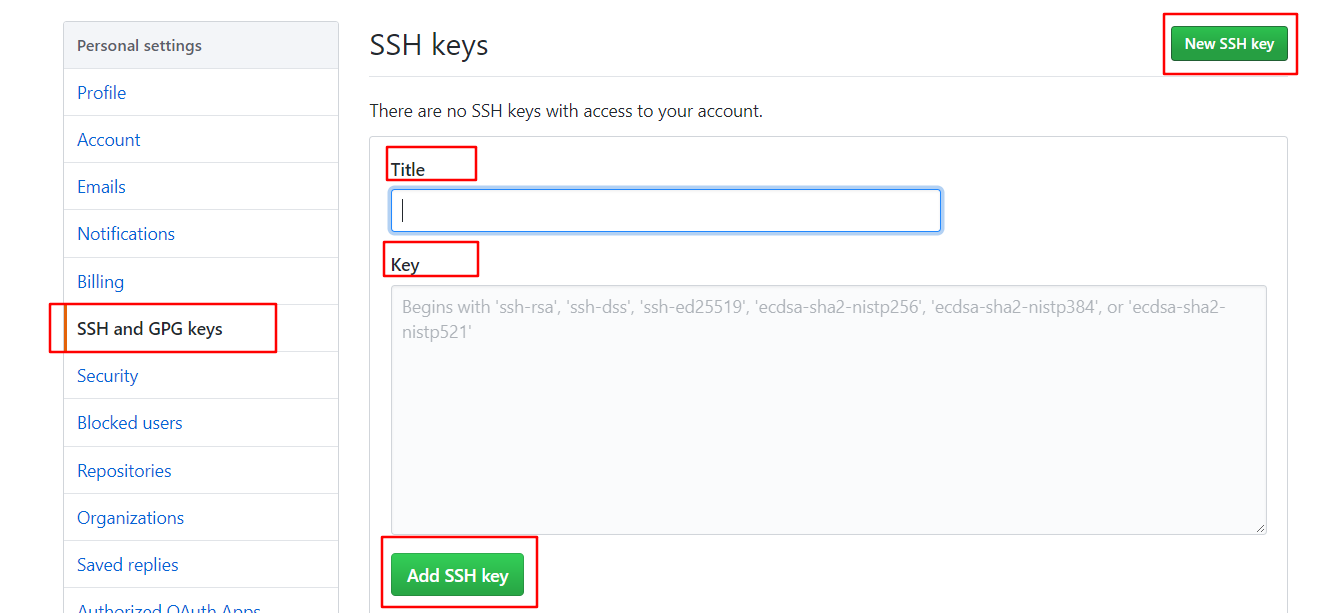 Personal settings
Profile
Account
Emails
Notifications
Billing
SSH and GPG keys
Security
Blocked users
Repositories
Organizations
Saved replies
Authorized OAuth Apps
SSH keys
New SSH key
There are no SSH keys with access to your account.
Title
Key
Begins with 'ssh-rsa', 'ssh-dss', 'ssh-ed25519', 'ecdsa-sha2-nistp256', 'ecdsa-sha2-nistp384', or 'ecdsa-sha2-
nistp521'
Add SSH key